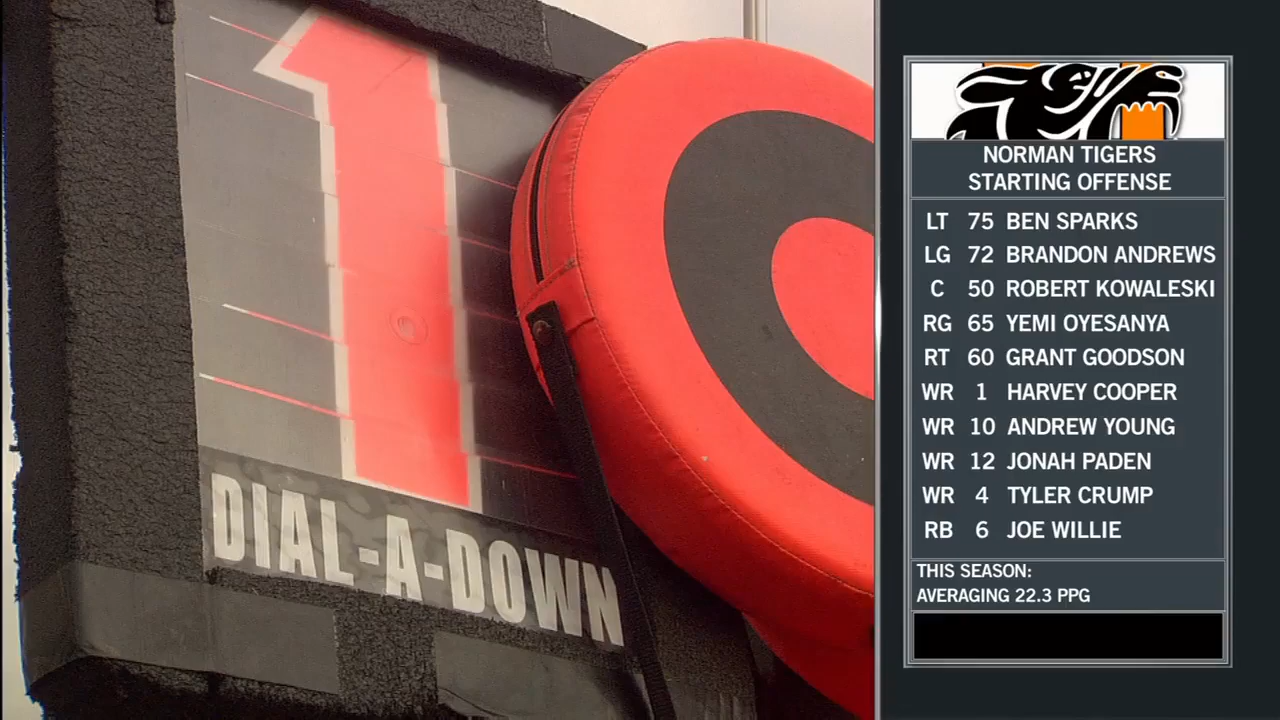 1
DIAL-A-DOWN
NORMAN TIGERS
STARTING OFFENSE
LT 75 BEN SPARKS
LG 72 BRANDON ANDREWS
C 50 ROBERT KOWALESKI
RG 65 YEMI OYESANYA
RT 60 GRANT GOODSON
WR 1 HARVEY COOPER
WR 10 ANDREW YOUNG
WR 12 JONAH PADEN
WR 4 TYLER CRUMP
RB 6 JOE WILLIE
THIS SEASON:
AVERAGING 22.3 PPG